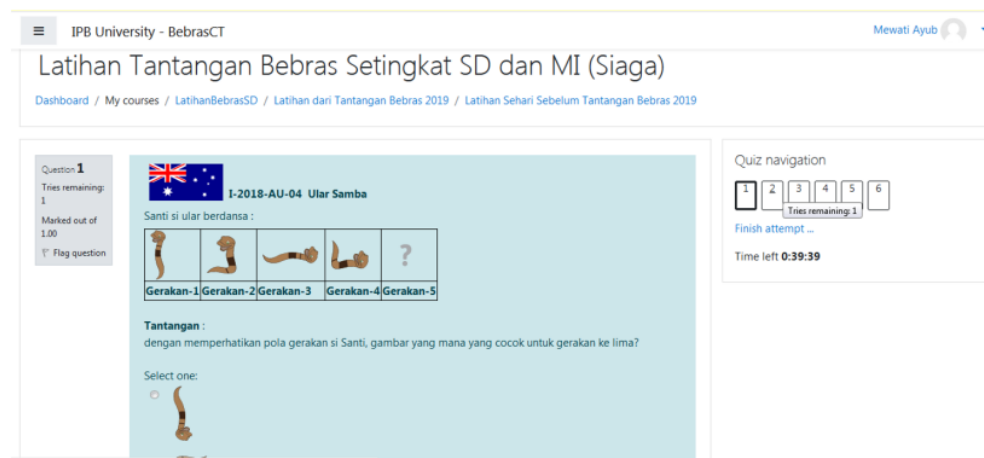 IPB University - BebrasCT
Mewati Ayub
Latihan Tantangan Bebras Setingkat SD dan MI (Siaga)
Dashboard / My courses / LatihanBebrasSD / Latihan dari Tantangan Bebras 2019 / Latihan Sehari Sebelum Tantangan Bebras 2019
Question 1
Tries remaining:
1
Marked out of
1.00
Flag question
I-2018-AU-04 Ular Samba
Santi si ular berdansa :
?
Gerakan-1 Gerakan-2 Gerakan-3 Gerakan-4 Gerakan-5
Tantangan :
dengan memperhatikan pola gerakan si Santi, gambar yang mana yang cocok untuk gerakan ke lima?
Select one:
Quiz navigation
1 2 3 4 5 6
Tries remaining: 1
Finish attempt ...
Time left 0:39:39